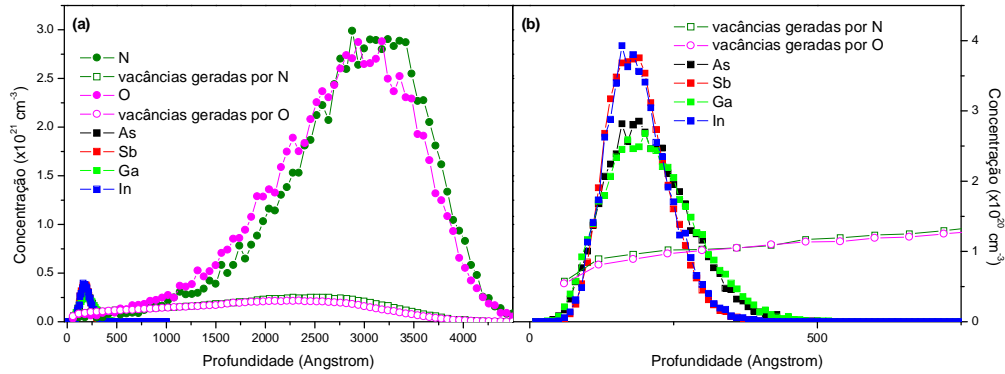 (a)
3.0
2.5
2.0
1.5
1.0
0.5
0.0
Concentração (x10²¹ cm⁻³)
N
vacâncias geradas por N
O
vacâncias geradas por O
As
Sb
Ga
In
0
500
1000
1500
2000
2500
3000
3500
4000
Profundidade (Angstrom)
(b)
vacâncias geradas por N
vacâncias geradas por O
As
Sb
Ga
In
4
3
2
1
0
Concentração (x10²⁰ cm⁻³)
0
500
Profundidade (Angstrom)